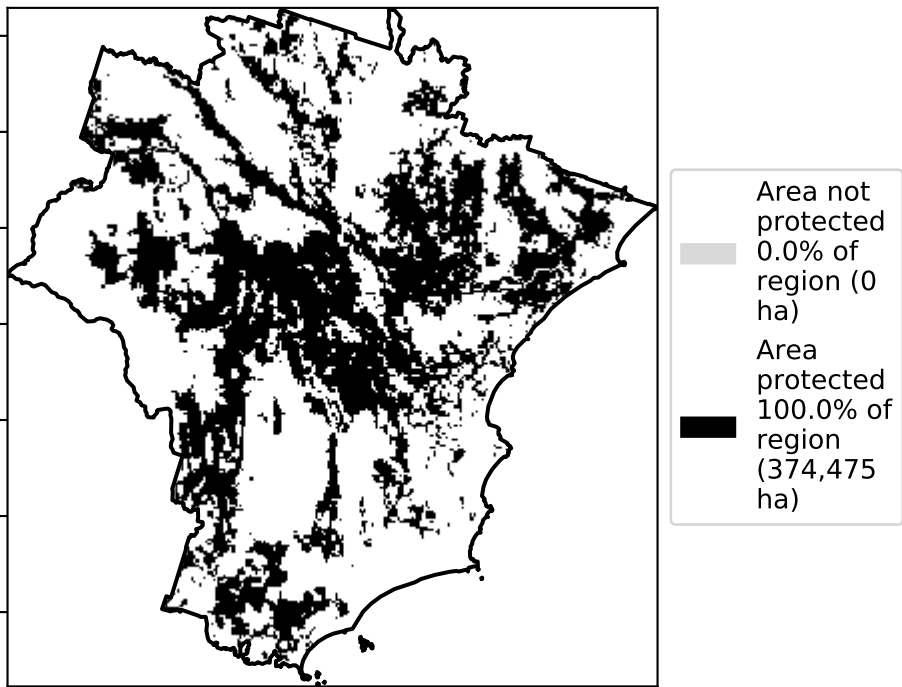 Area not
protected
0.0% of
region (0
ha)
Area
protected
100.0% of
region
(374,475
ha)